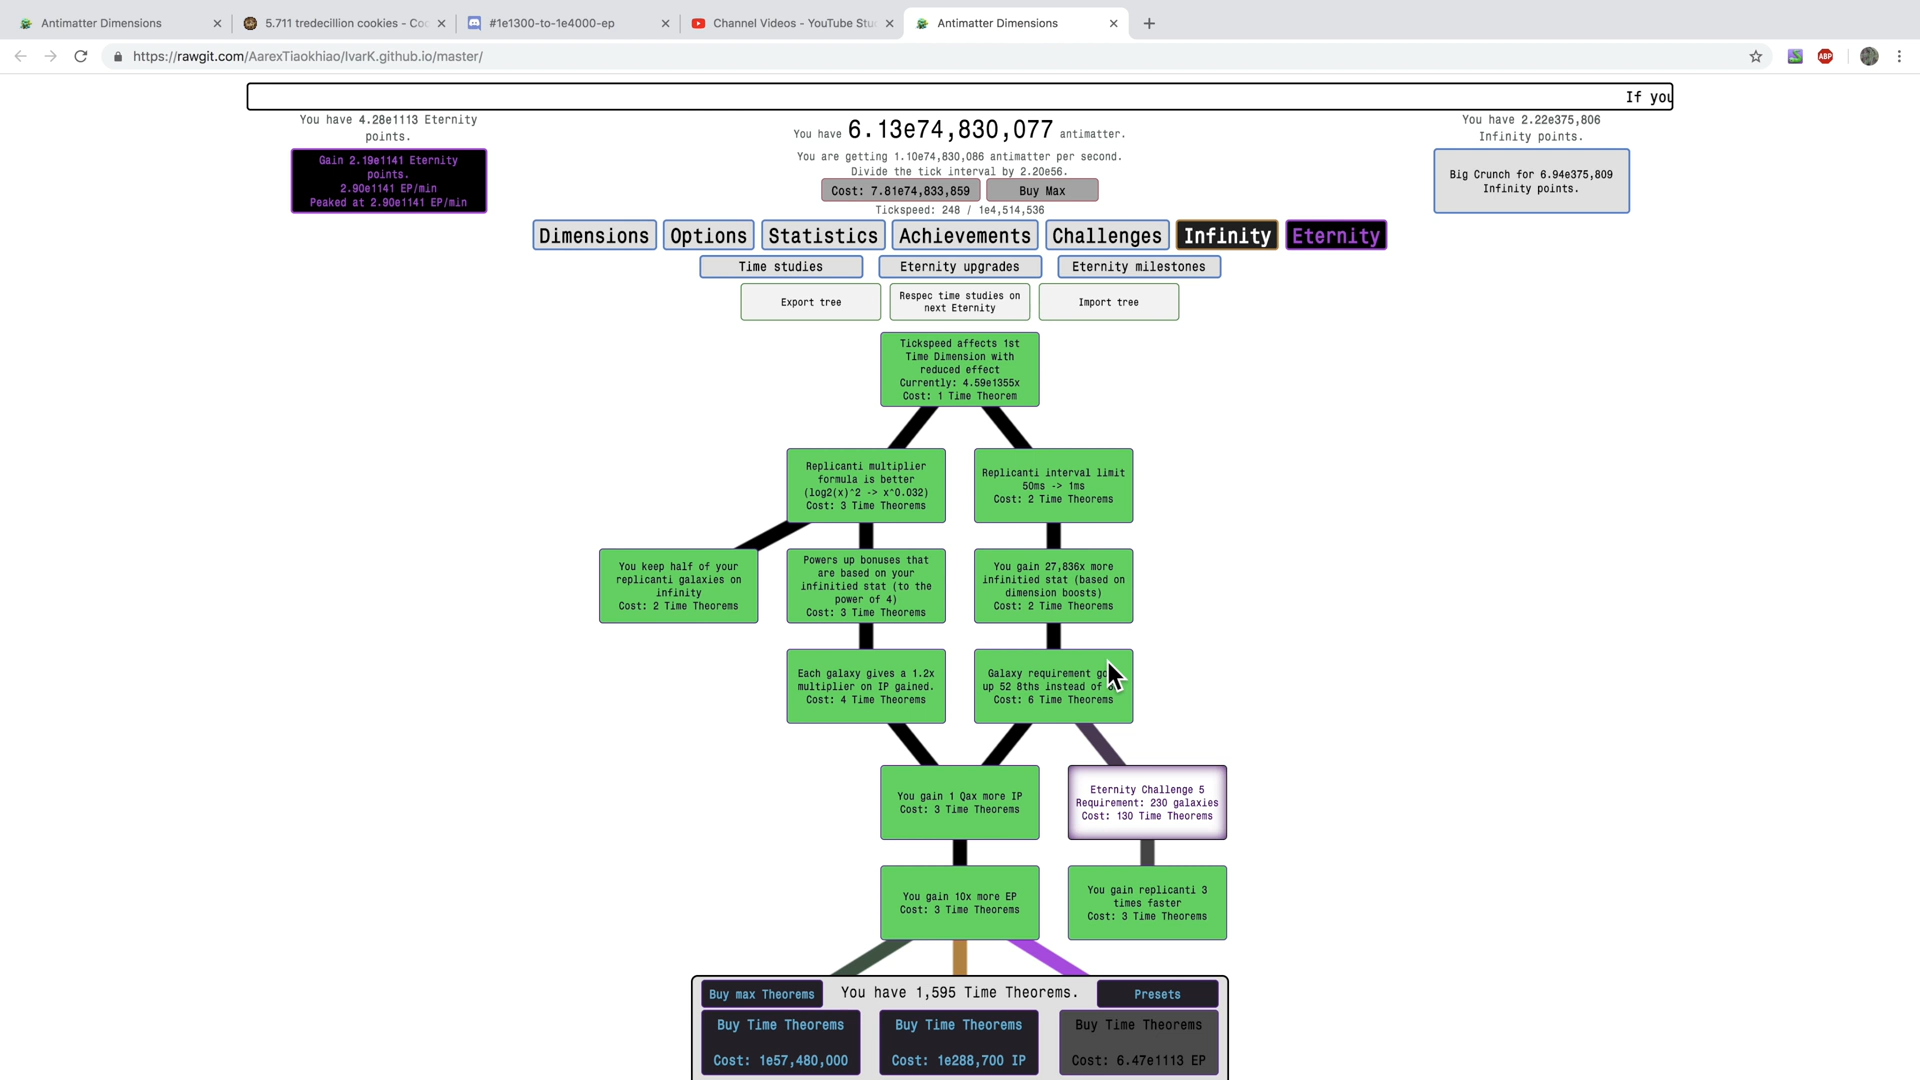 Antimatter Dimensions
5.711 tredecillion cookies - Coo
#1e1300-to-1e4000-ep
Channel Videos - YouTube Stu
Antimatter Dimensions
https://rawgit.com/AarexTiaokhiao/IvarK.github.io/master/
ABP
If you
You have 4.28e1113 Eternity
points.
Gain 2.19e1141 Eternity
points.
2.90e1141 EP/min
Peaked at 2.90e1141 EP/min
You have 6.13e74,830,077 antimatter.
You are getting 1.10e74,830,086 antimatter per second.
Divide the tick interval by 2.20e56.
Cost: 7.81e74,833,859
Buy Max
Tickspeed: 248 / 1e4,514,536
You have 2.22e375,806
Infinity points.
Big Crunch for 6.94e375,809
Infinity points.
Dimensions
Options
Statistics
Achievements
Challenges
Infinity
Eternity
Time studies
Eternity upgrades
Eternity milestones
Export tree
Respec time studies on
next Eternity
Import tree
Tickspeed affects 1st
Time Dimension with
reduced effect
Currently: 4.59e1355x
Cost: 1 Time Theorem
Replicanti multiplier
formula is better
(log2(x)^2 -> x^0.032)
Cost: 3 Time Theorems
Replicanti interval limit
50ms -> 1ms
Cost: 2 Time Theorems
You keep half of your
replicanti galaxies on
infinity
Cost: 2 Time Theorems
Powers up bonuses that
are based on your
infinitied stat (to the
power of 4)
Cost: 3 Time Theorems
You gain 27,836x more
infinitied stat (based on
dimension boosts)
Cost: 2 Time Theorems
Each galaxy gives a 1.2x
multiplier on IP gained.
Cost: 4 Time Theorems
Galaxy requirement go
up 52 8ths instead of
Cost: 6 Time Theorems
You gain 1 Qax more IP
Cost: 3 Time Theorems
Eternity Challenge 5
Requirement: 230 galaxies
Cost: 130 Time Theorems
You gain 10x more EP
Cost: 3 Time Theorems
You gain replicanti 3
times faster
Cost: 3 Time Theorems
Buy max Theorems
You have 1,595 Time Theorems.
Presets
Buy Time Theorems
Cost: 1e57,480,000
Buy Time Theorems
Cost: 1e288,700 IP
Buy Time Theorems
Cost: 6.47e1113 EP